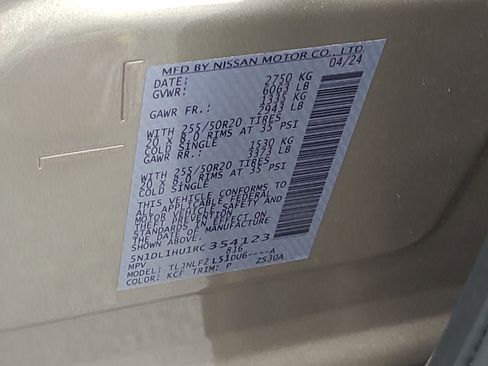 MFD BY NISSAN MOTOR CO., LTD.
DATE: 04/24
GVWR: 2750 KG
6063 LB
GAWR FR.: 1335 KG
2943 LB
WITH 255/50R20 TIRES
20 X 8.0 RIMS AT 35 PSI
COLD SINGLE
GAWR RR.: 1530 KG
3373 LB
WITH 255/50R20 TIRES
20 X 8.0 RIMS AT 35 PSI
COLD SINGLE
THIS VEHICLE CONFORMS TO
ALL APPLICABLE FEDERAL
MOTOR VEHICLE SAFETY AND
THEFT PREVENTION
STANDARDS IN EFFECT ON
THE DATE OF MANUFACTURE
SHOWN ABOVE.
5N1DL1HU1RC354123
MPV 816
MODEL: TLJNLF2 L51DU6----A
COLOR: KCF TRIM: P ZS30A